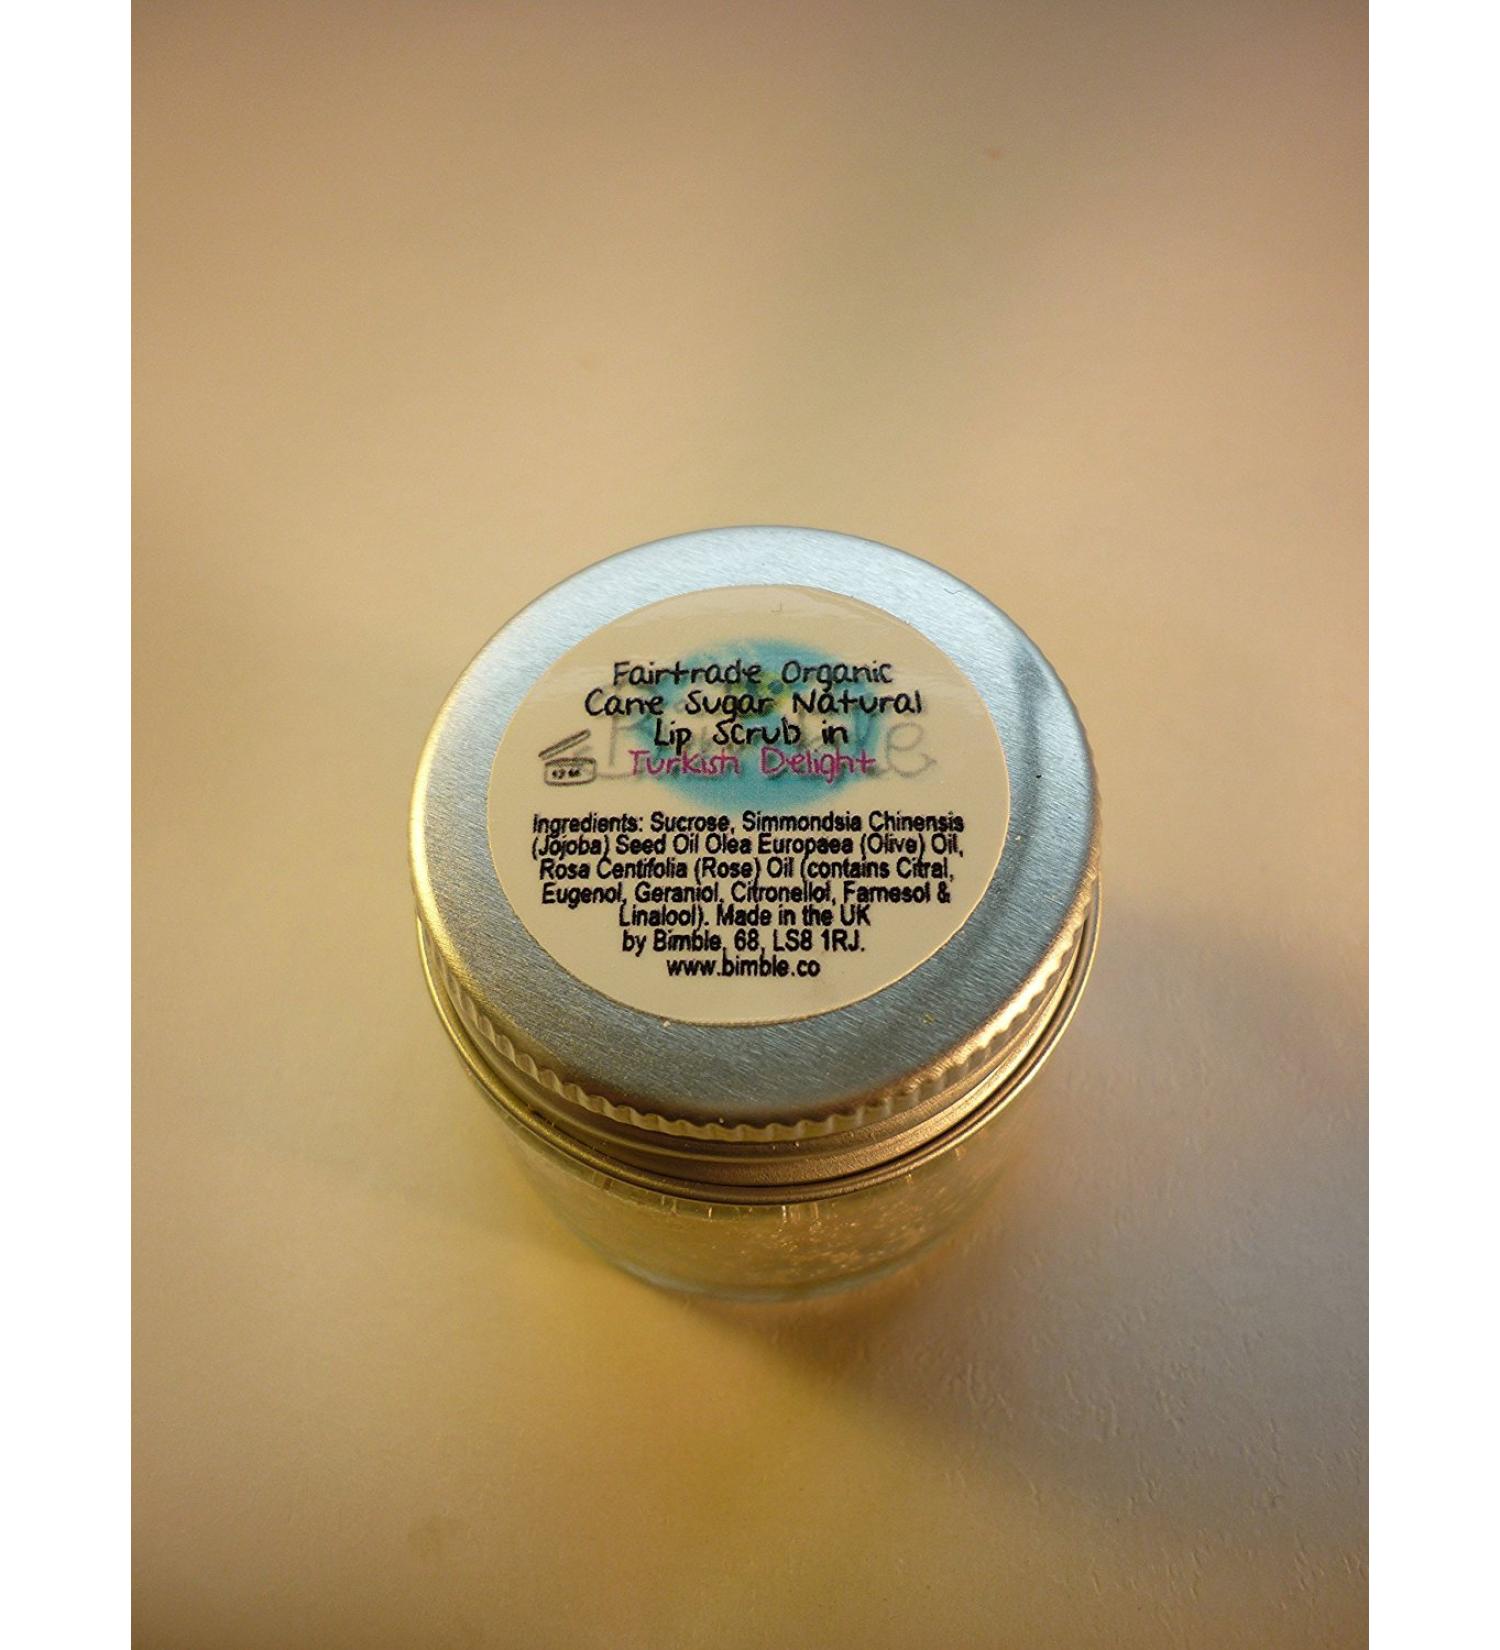 Fairtrade Organic
Cane Sugar Natural
Lip Scrub in
Turkish Delight
Ingredients: Sucrose, Simmondsia Chinensis
(Jojoba) Seed Oil Olea Europaea (Olive) Oil,
Rosa Centifolia (Rose) Oil (contains Citral,
Eugenol, Geraniol, Citronellol, Farnesol &
Linalool). Made in the UK
by Bimble, 68, LS8 1RJ.
www.bimble.co